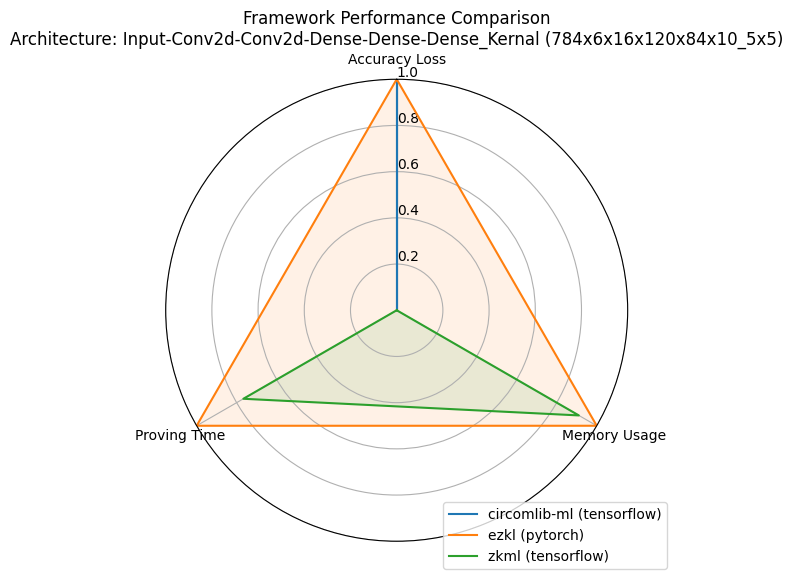 Framework Performance Comparison
Architecture: Input-Conv2d-Conv2d-Dense-Dense-Dense_Kernal (784x6x16x120x84x10_5x5)
Accuracy Loss
1.0
0.8
0.6
0.4
0.2
Proving Time
Memory Usage
circomlib-ml (tensorflow)
ezkl (pytorch)
zkml (tensorflow)